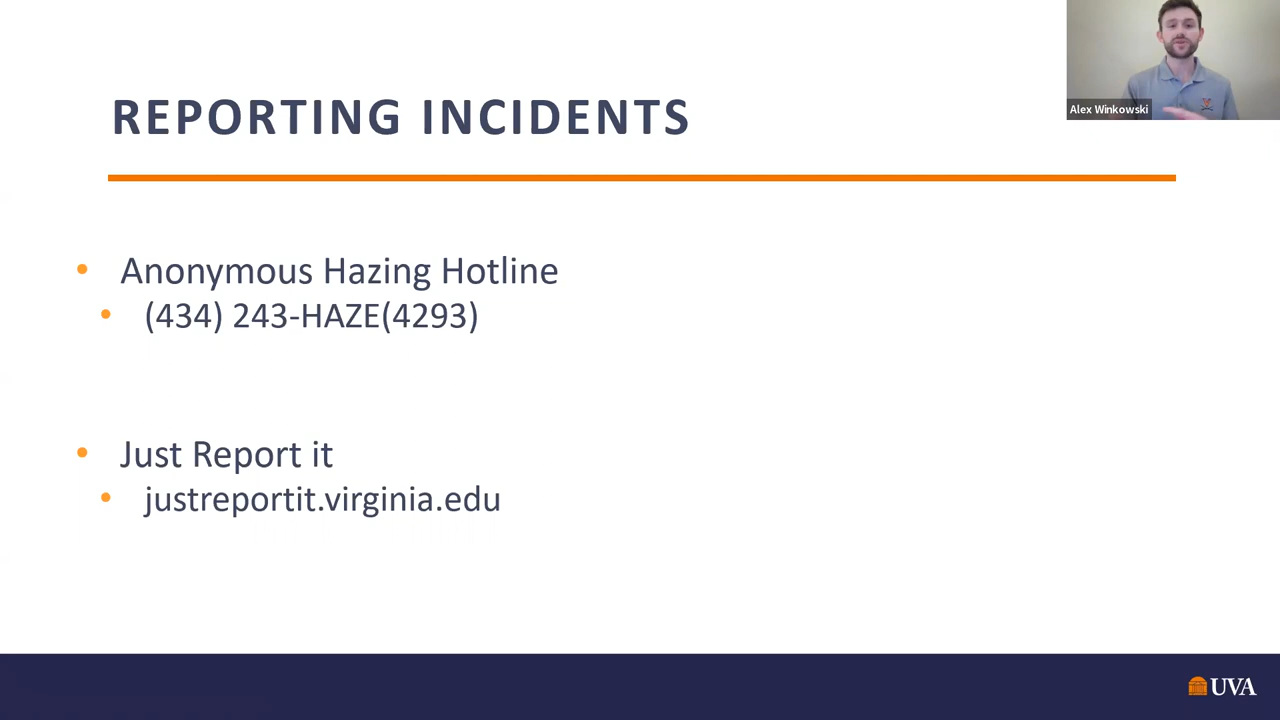 Alex Winkowski
REPORTING INCIDENTS
• Anonymous Hazing Hotline
• (434) 243-HAZE(4293)
• Just Report it
• justreportit.virginia.edu
UVA